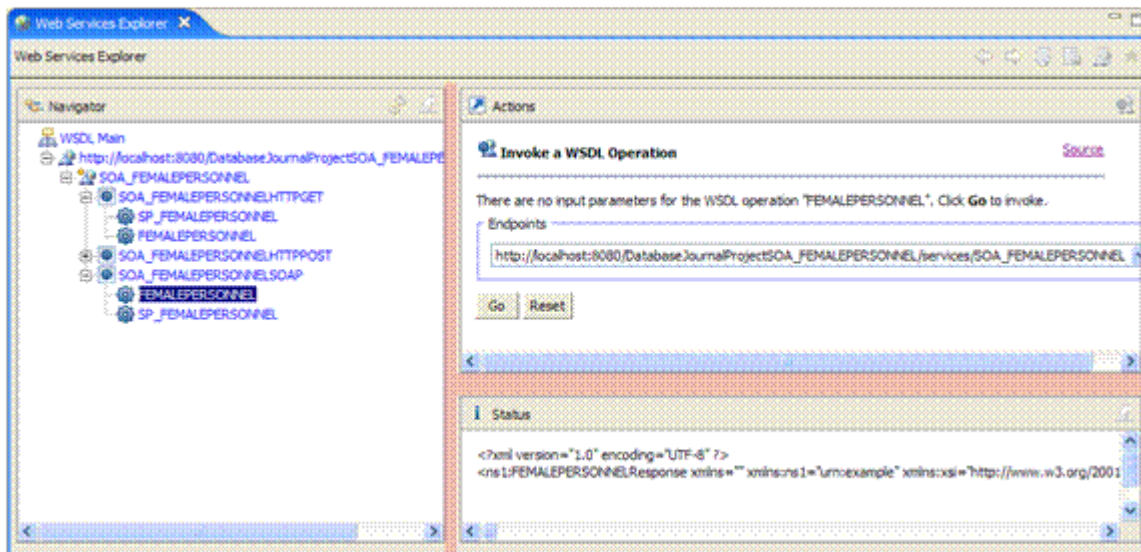 Web Services Explorer
Web Services Explorer
Navigator
WSDL Main
http://localhost:8080/DatabaseJournalProjectSOA_FEMALEPE
SOA_FEMALEPERSONNEL
SOA_FEMALEPERSONNELHTTPGET
SP_FEMALEPERSONNEL
FEMALEPERSONNEL
SOA_FEMALEPERSONNELHTTPPOST
SOA_FEMALEPERSONNELSOAP
FEMALEPERSONNEL
SP_FEMALEPERSONNEL
Actions
Invoke a WSDL Operation
Source
There are no input parameters for the WSDL operation "FEMALEPERSONNEL". Click Go to invoke.
Endpoints
http://localhost:8080/DatabaseJournalProjectSOA_FEMALEPERSONNEL/services/SOA_FEMALEPERSONNEL
Go
Reset
Status
<?xml version="1.0" encoding="UTF-8" ?>
<ns1:FEMALEPERSONNELResponse xmlns="" xmlns:ns1="urn:example" xmlns:xsi="http://www.w3.org/2001